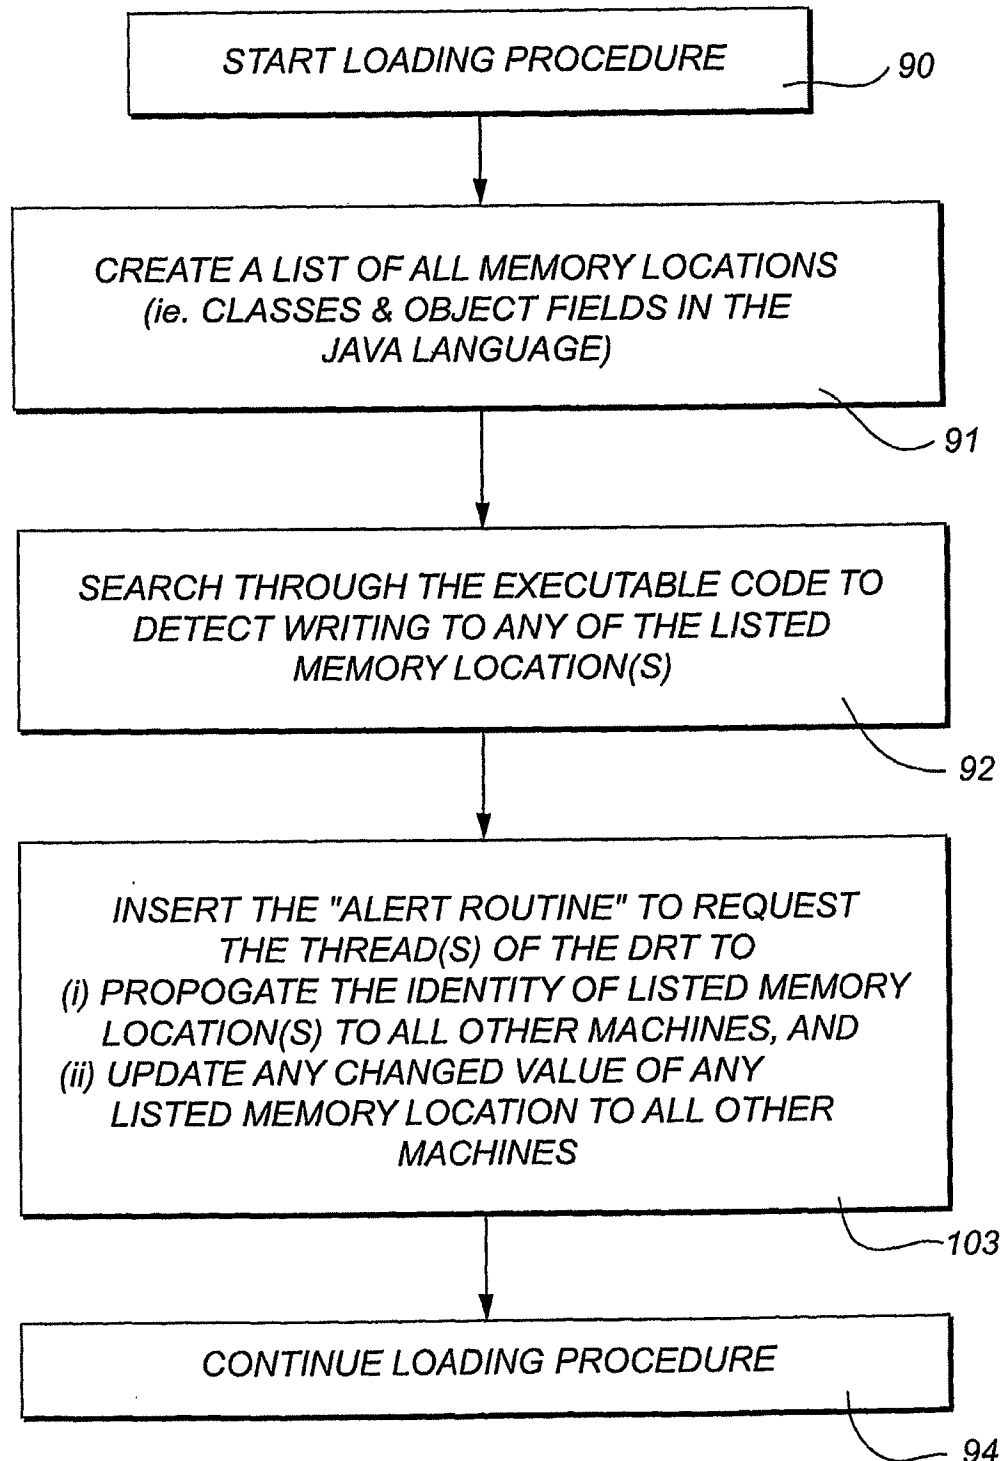 START LOADING PROCEDURE
90
CREATE A LIST OF ALL MEMORY LOCATIONS
(ie. CLASSES & OBJECT FIELDS IN THE
JAVA LANGUAGE)
91
SEARCH THROUGH THE EXECUTABLE CODE TO
DETECT WRITING TO ANY OF THE LISTED
MEMORY LOCATION(S)
92
INSERT THE "ALERT ROUTINE" TO REQUEST
THE THREAD(S) OF THE DRT TO
(i) PROPOGATE THE IDENTITY OF LISTED MEMORY
LOCATION(S) TO ALL OTHER MACHINES, AND
(ii) UPDATE ANY CHANGED VALUE OF ANY
LISTED MEMORY LOCATION TO ALL OTHER
MACHINES
103
CONTINUE LOADING PROCEDURE
94